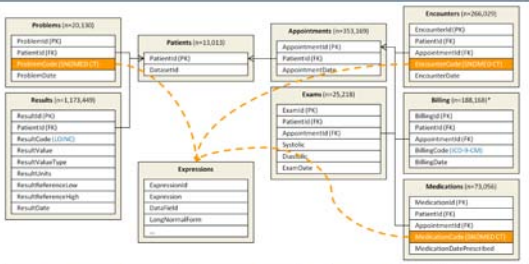 Problems (n=20,130)
ProblemId (PK)
PatientId (FK)
ProblemCode (SNOMED CT)
ProblemDate
Patients (n=13,013)
PatientId (PK)
DatasetId
Appointments (n=353,169)
AppointmentId (PK)
PatientId (FK)
AppointmentDate
Encounters (n=266,029)
EncounterId (PK)
PatientId (FK)
AppointmentId (FK)
EncounterCode (SNOMED CT)
EncounterDate
Results (n=1,173,449)
ResultId (PK)
PatientId (FK)
ResultCode (LOINC)
ResultValue
ResultValueType
ResultUnits
ResultReferenceLow
ResultReferenceHigh
ResultDate
Expressions
ExpressionId
Expression
DataField
LongNormalForm
...
Exams (n=25,218)
ExamId (PK)
PatientId (FK)
AppointmentId (FK)
Systolic
Diastolic
ExamDate
Billing (n=188,168)*
BillingId (PK)
PatientId (FK)
AppointmentId (FK)
BillingCode (ICD-9-CM)
BillingDate
Medications (n=73,056)
MedicationId (PK)
PatientId (FK)
AppointmentId (FK)
MedicationCode (SNOMED CT)
MedicationDatePrescribed